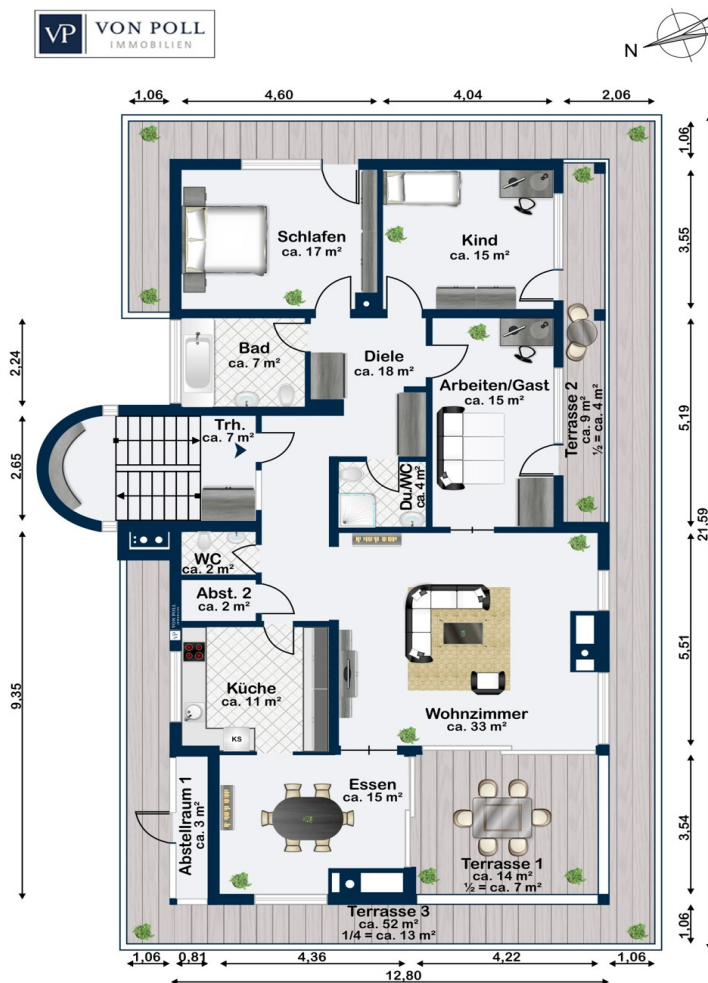 VP VON POLL
IMMOBILIEN
N
1,06
4,60
4,04
2,06
1,06
3,55
5,19
21,59
5,51
3,54
1,06
2,24
2,65
9,35
Schlafen
ca. 17 m²
Kind
ca. 15 m²
Bad
ca. 7 m²
Diele
ca. 18 m²
Arbeiten/Gast
ca. 15 m²
Terrasse 2
ca. 9 m²
½ = ca. 4 m²
Trh.
ca. 7 m²
Du./WC
ca. 4 m²
WC
ca. 2 m²
Abst. 2
ca. 2 m²
VP VON POLL
Küche
ca. 11 m²
KS
Wohnzimmer
ca. 33 m²
Abstellraum 1
ca. 3 m²
Essen
ca. 15 m²
Terrasse 1
ca. 14 m²
½ = ca. 7 m²
Terrasse 3
ca. 52 m²
1/4 = ca. 13 m²
1,06
0,81
4,36
4,22
1,06
12,80